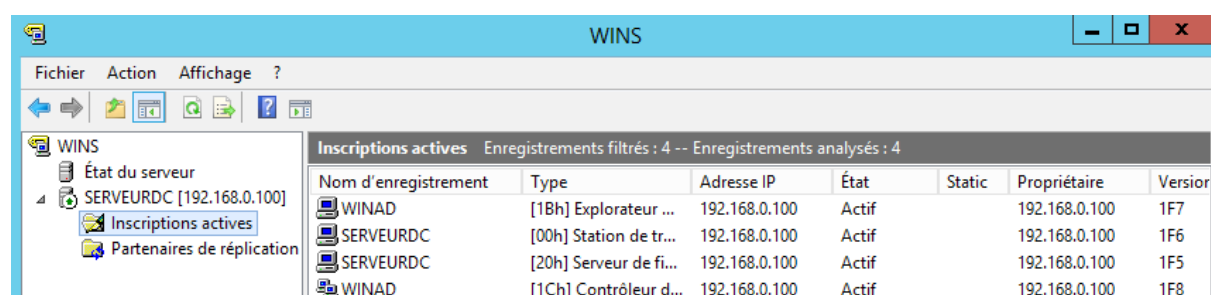 WINS
Fichier Action Affichage ?
WINS
État du serveur
SERVEURDC [192.168.0.100]
Inscriptions actives
Partenaires de réplication
Inscriptions actives Enregistrements filtrés : 4 -- Enregistrements analysés : 4
Nom d'enregistrement Type Adresse IP État Static Propriétaire Version
WINAD [1Bh] Explorateur ... 192.168.0.100 Actif 192.168.0.100 1F7
SERVEURDC [00h] Station de tr... 192.168.0.100 Actif 192.168.0.100 1F6
SERVEURDC [20h] Serveur de fi... 192.168.0.100 Actif 192.168.0.100 1F5
WINAD [1Ch] Contrôleur d... 192.168.0.100 Actif 192.168.0.100 1F8